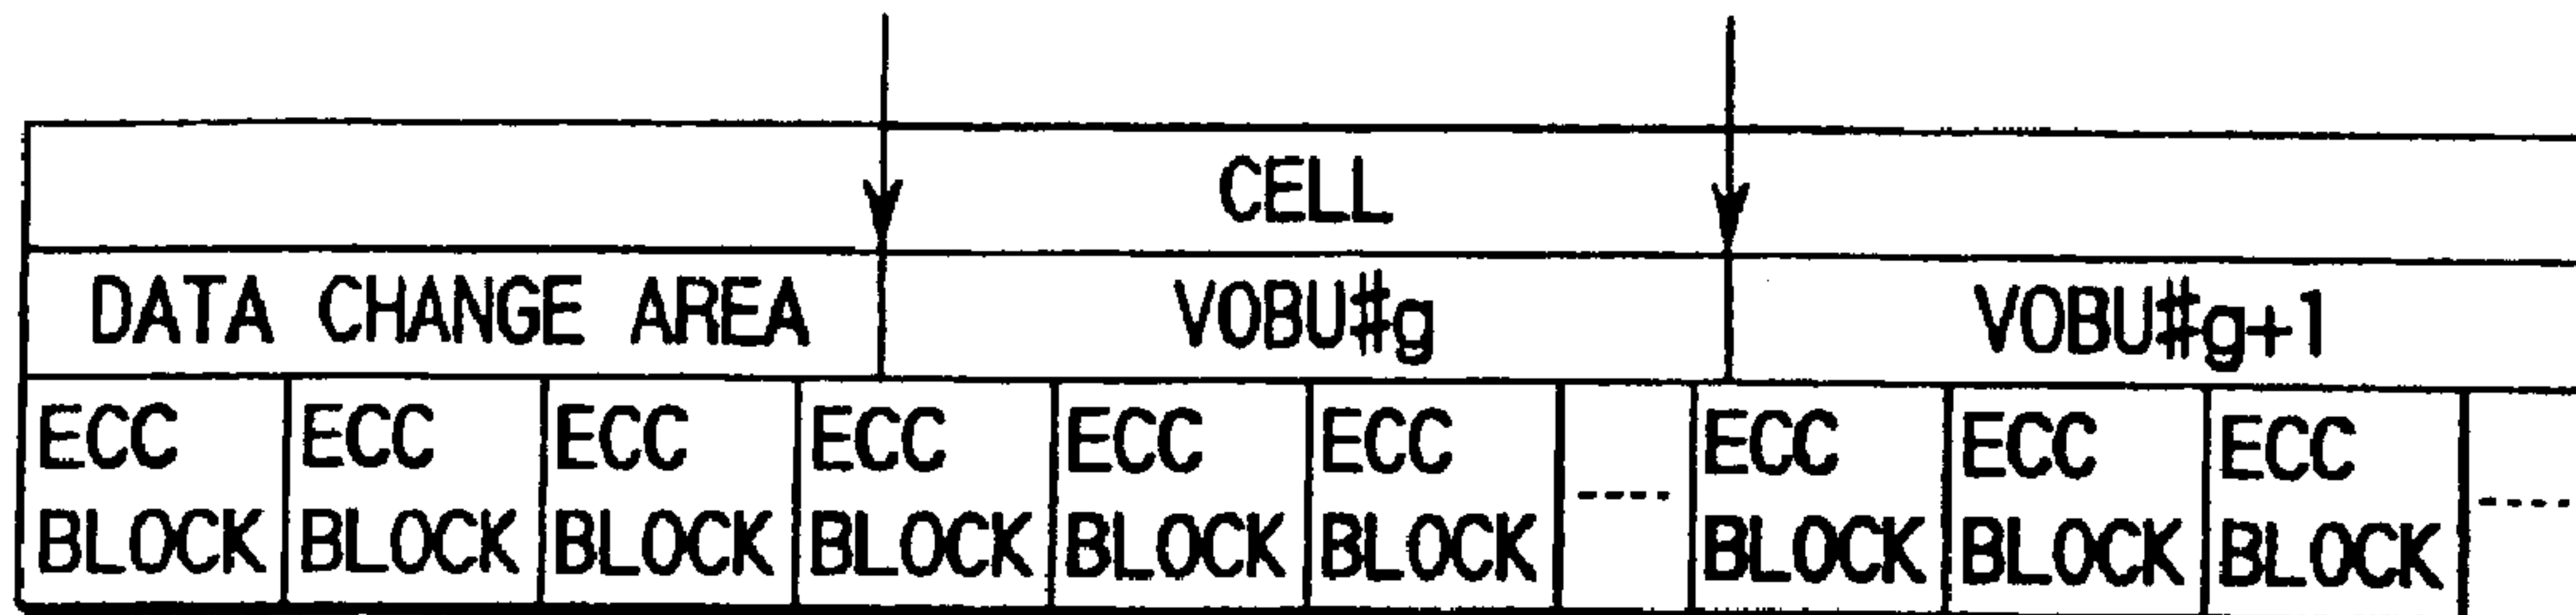 CELL
DATA CHANGE AREA VOBU#g VOBU#g+1
ECC ECC ECC ECC ECC ECC ECC ECC ECC
BLOCK BLOCK BLOCK BLOCK BLOCK BLOCK ---- BLOCK BLOCK BLOCK ----